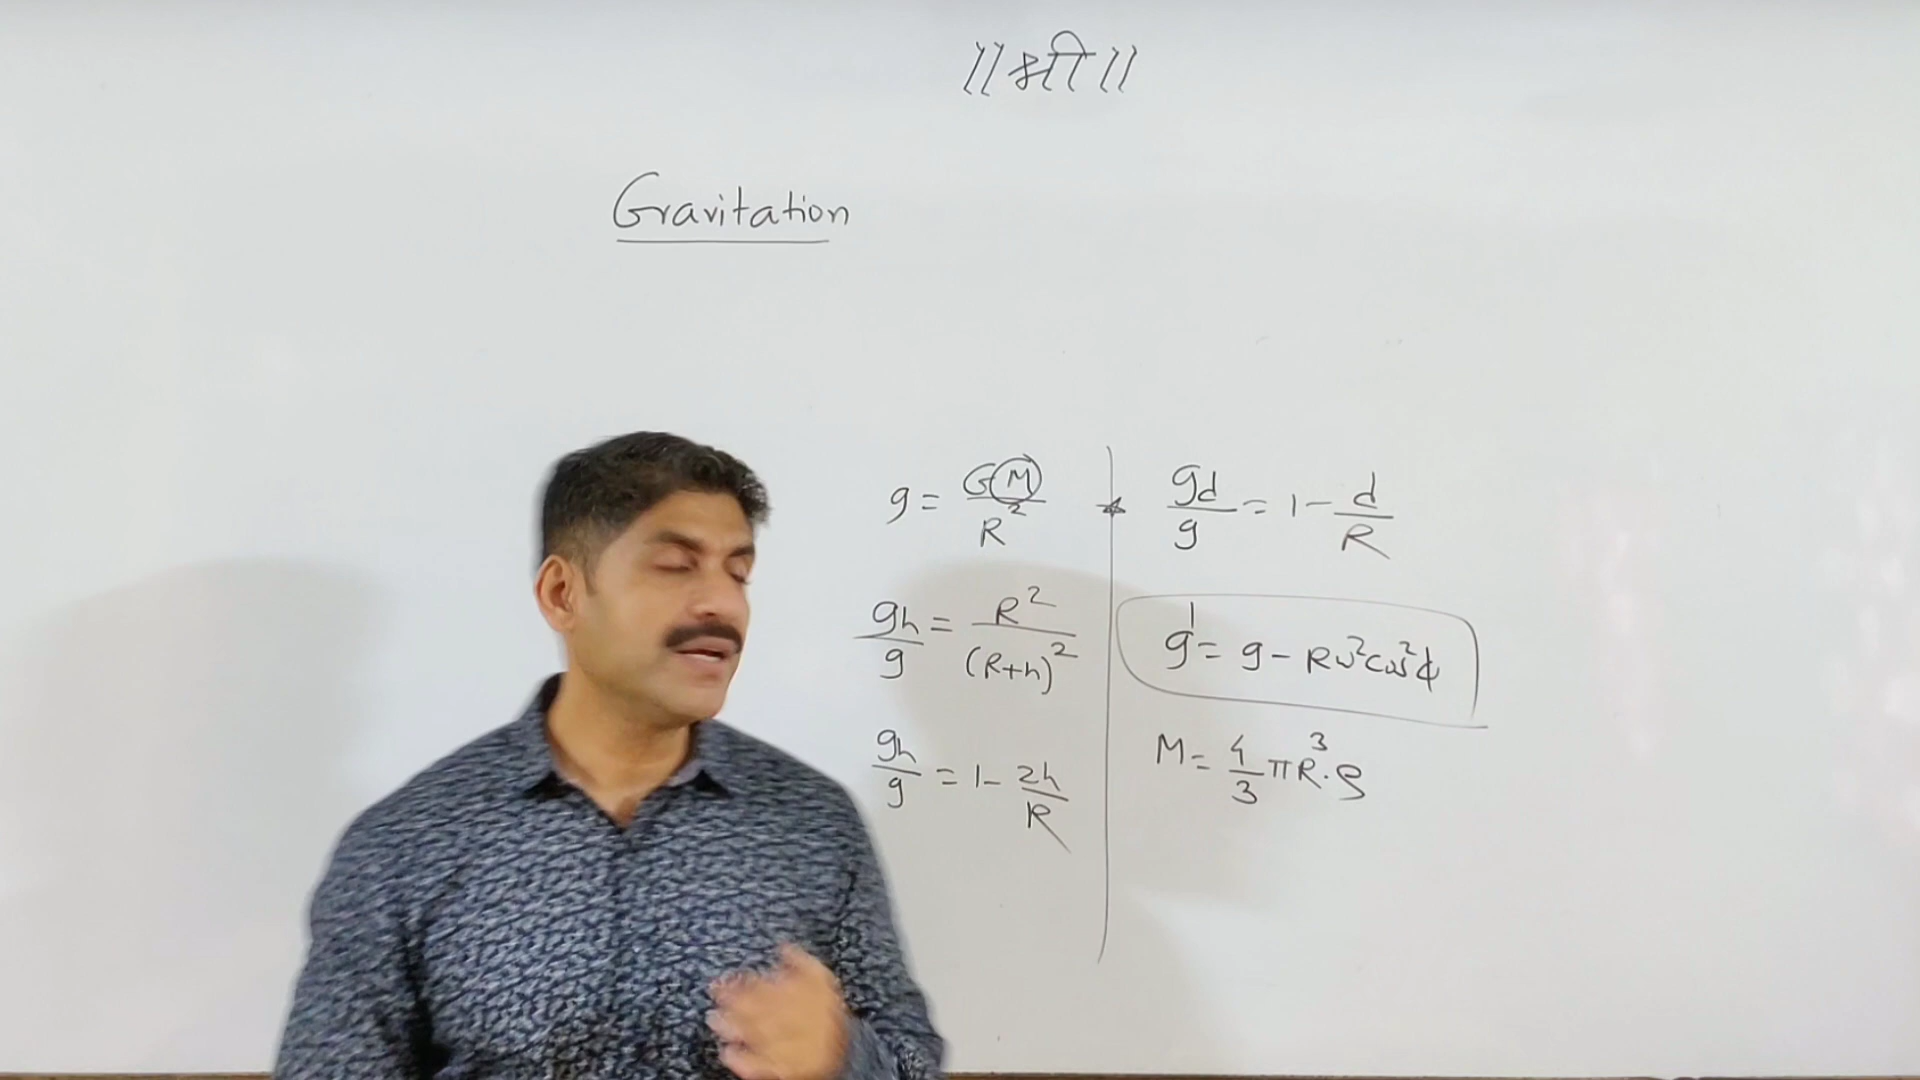 ॥ श्री ॥
Gravitation
g = GM/R²
gh/g = R²/(R+h)²
gh/g = 1 - 2h/R
* gd/g = 1 - d/R
g' = g - Rω²cos²ϕ
M = 4/3 πR³·ρ